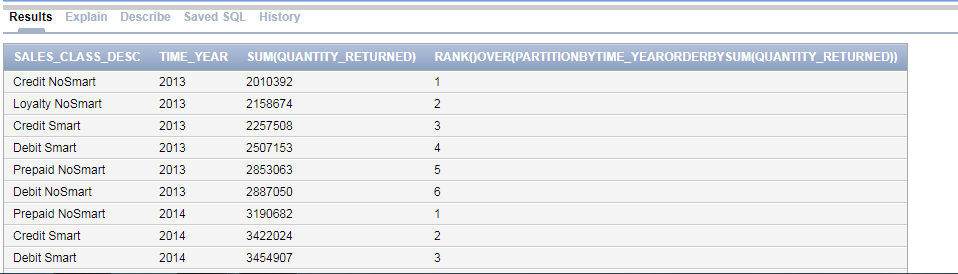 Results Explain Describe Saved SQL History
SALES_CLASS_DESC TIME_YEAR SUM(QUANTITY_RETURNED) RANK()OVER(PARTITIONBYTIME_YEARORDERBYSUM(QUANTITY_RETURNED))
Credit NoSmart 2013 2010392 1
Loyalty NoSmart 2013 2158674 2
Credit Smart 2013 2257508 3
Debit Smart 2013 2507153 4
Prepaid NoSmart 2013 2853063 5
Debit NoSmart 2013 2887050 6
Prepaid NoSmart 2014 3190682 1
Credit Smart 2014 3422024 2
Debit Smart 2014 3454907 3